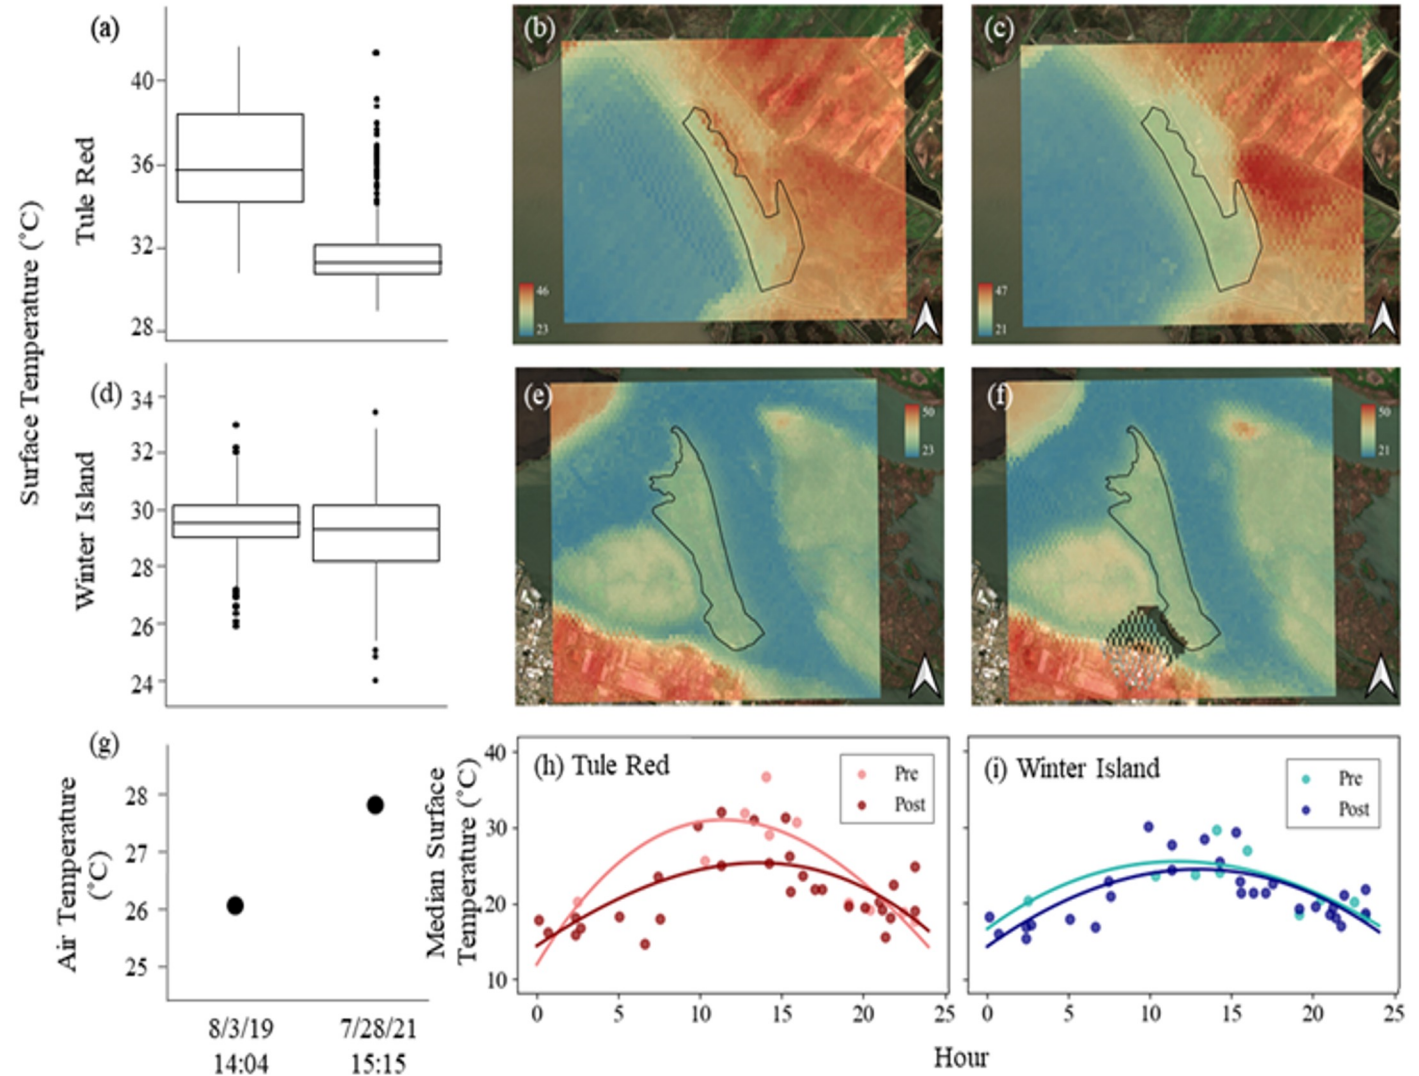 (a)
Surface Temperature (°C)
Tule Red
40
36
32
28
(b)
46
23
(c)
47
21
(d)
Winter Island
34
32
30
28
26
24
(e)
50
23
(f)
50
21
(g)
Air Temperature
(°C)
28
27
26
25
8/3/19
14:04
7/28/21
15:15
Median Surface
Temperature (°C)
(h) Tule Red
Pre
Post
40
30
20
10
0 5 10 15 20 25
(i) Winter Island
Pre
Post
0 5 10 15 20 25
Hour